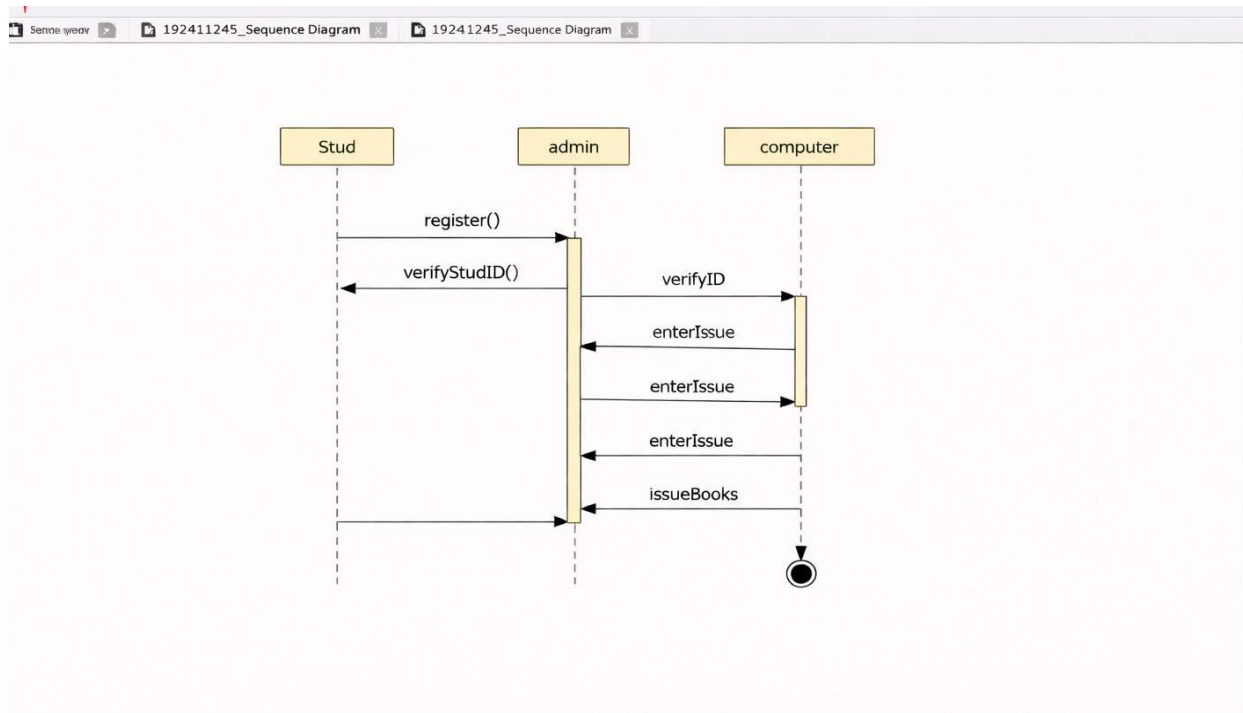 192411245_Sequence Diagram
19241245_Sequence Diagram
Stud
admin
computer
register()
verifyStudID()
verifyID
enterIssue
enterIssue
enterIssue
issueBooks